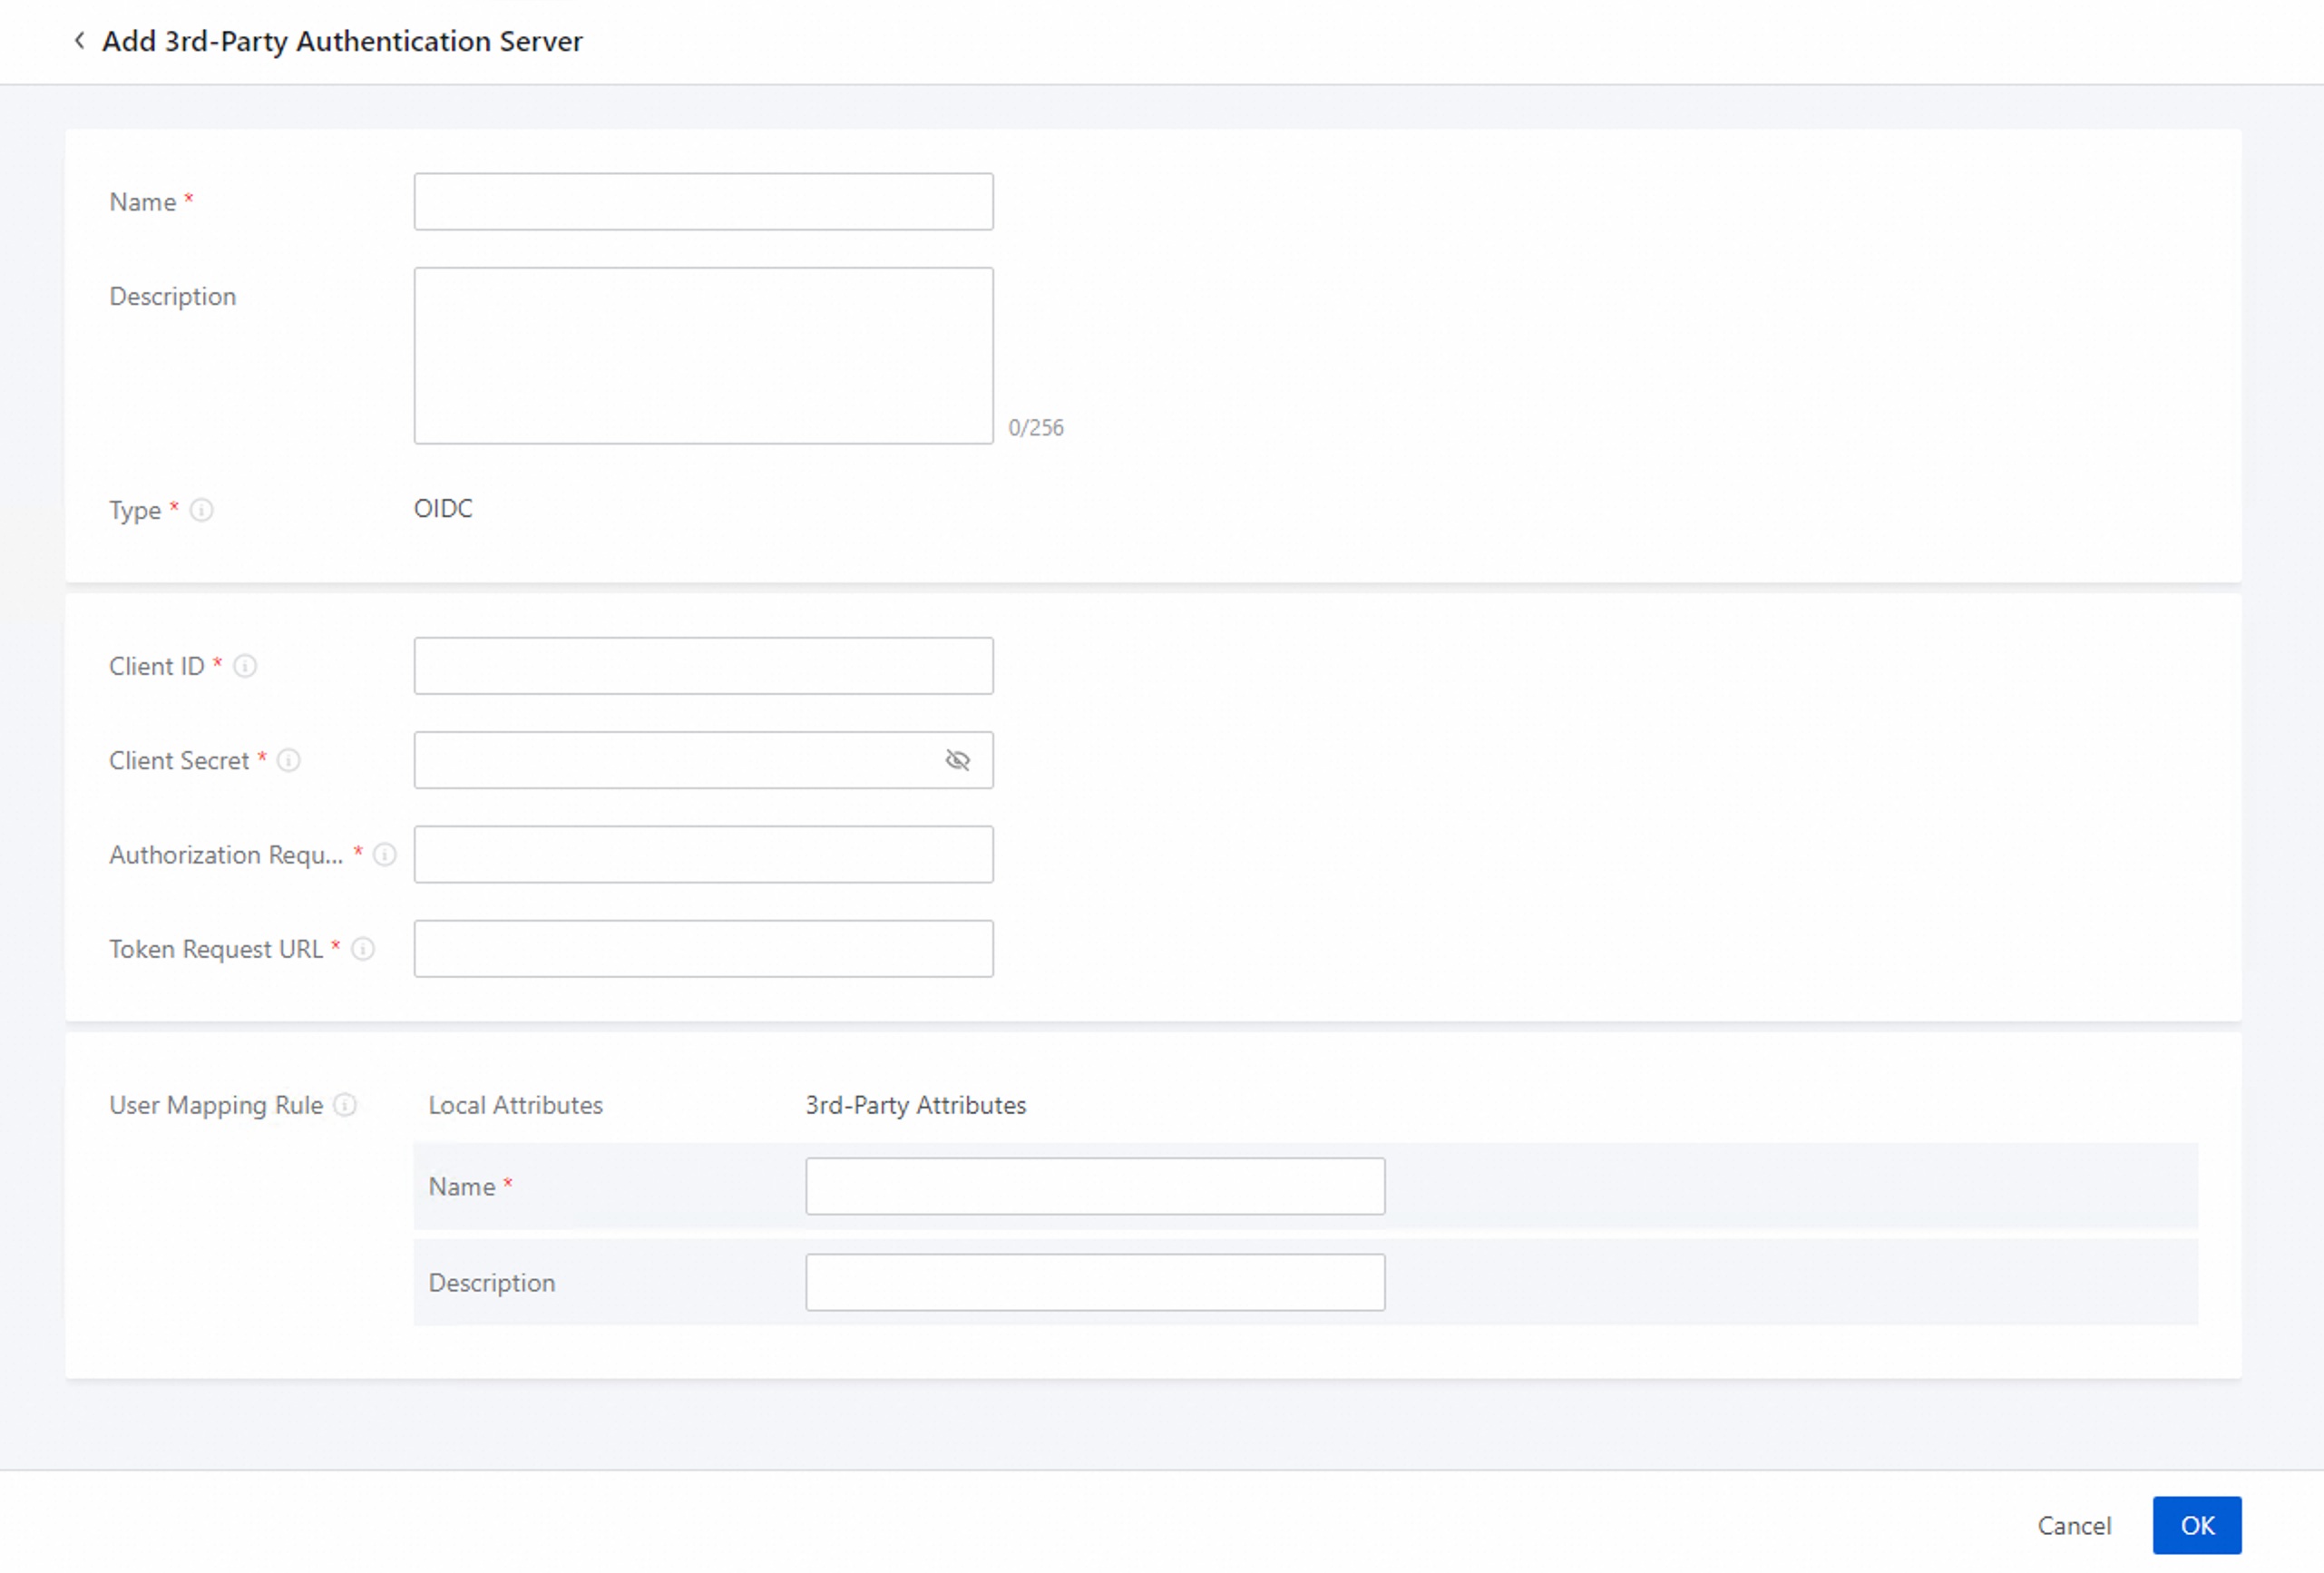 Add 3rd-Party Authentication Server
Name *
Description
0/256
Type * OIDC
Client ID *
Client Secret *
Authorization Requ... *
Token Request URL *
User Mapping Rule Local Attributes 3rd-Party Attributes
Name *
Description
Cancel OK